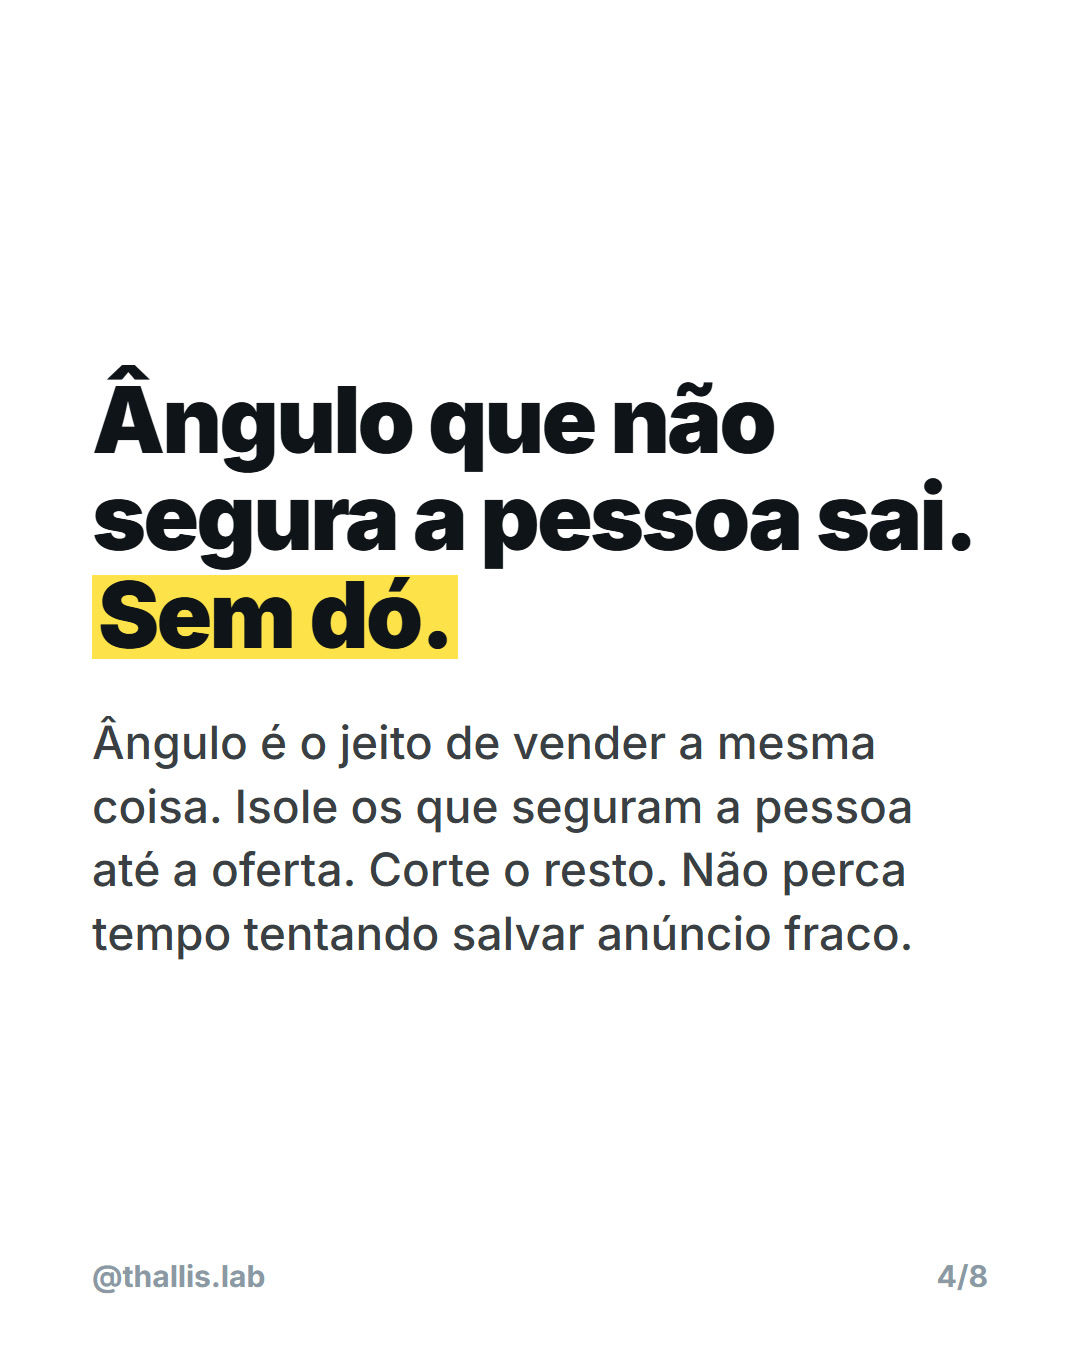 Ângulo que não
segura a pessoa sai.
Sem dó.
Ângulo é o jeito de vender a mesma
coisa. Isole os que seguram a pessoa
até a oferta. Corte o resto. Não perca
tempo tentando salvar anúncio fraco.
@thallis.lab
4/8